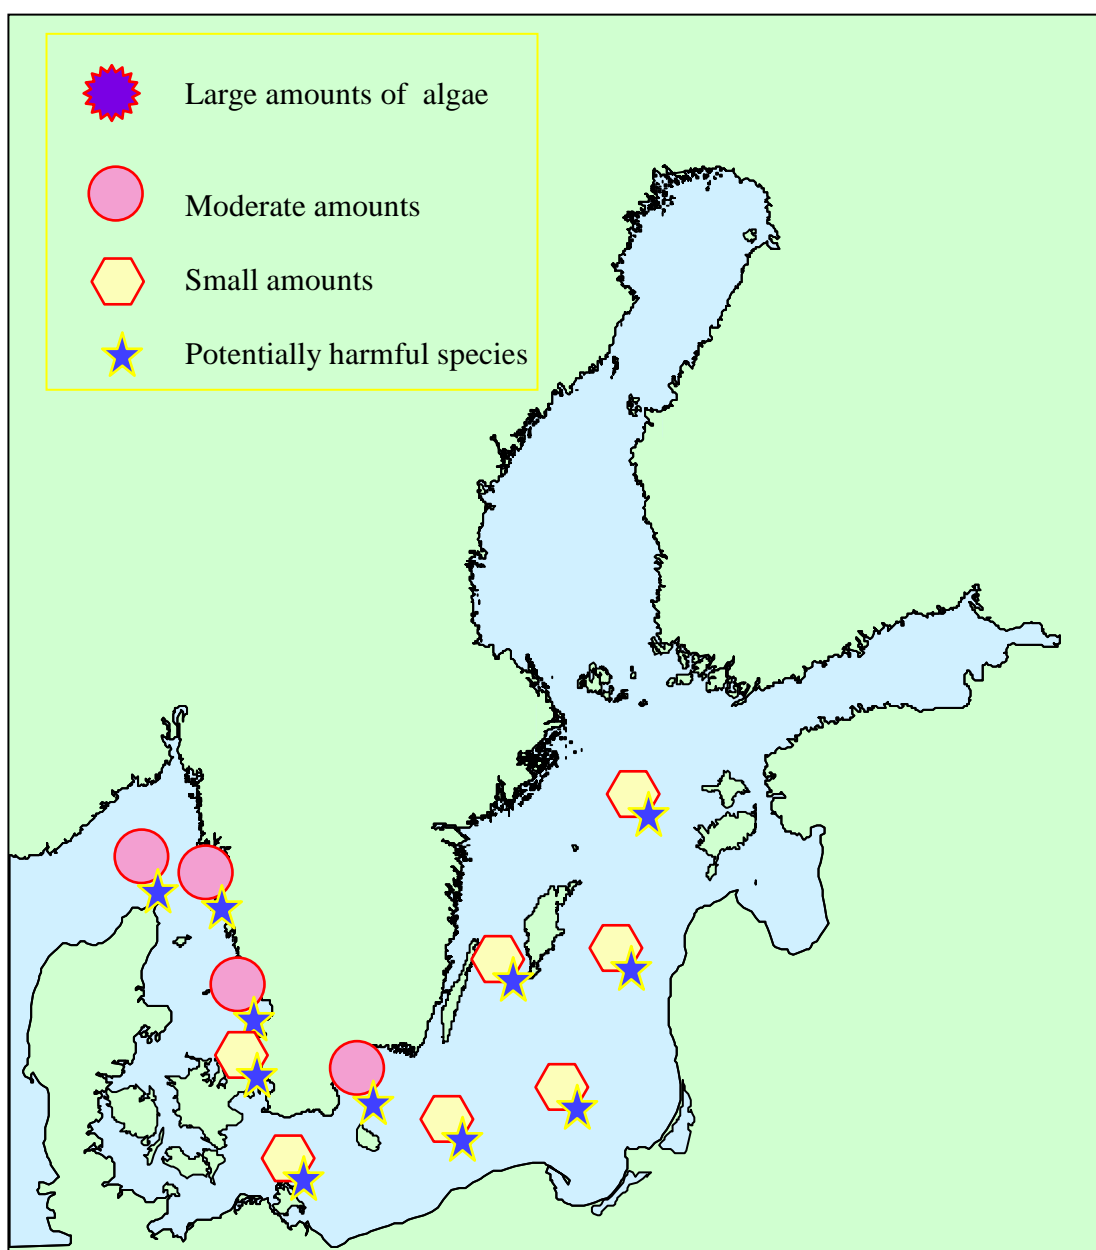 Large amounts of algae
Moderate amounts
Small amounts
Potentially harmful species